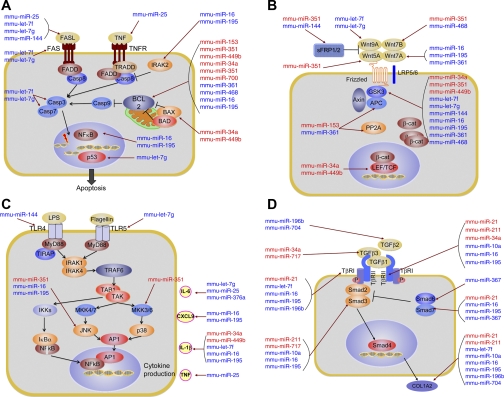 A
mmu-let-7f
mmu-let-7g
mmu-miR-144
FASL
FAS
mmu-let-7f
mmu-let-7g
TNF
TNFR
mmu-miR-25
mmu-miR-16
mmu-miR-195
FADD
Casp8
TRADD
FADD
Casp8
IRAK2
mmu-miR-153
mmu-miR-351
mmu-miR-449b
mmu-miR-34a
mmu-miR-351
mmu-miR-700
mmu-miR-361
mmu-miR-468
mmu-miR-16
mmu-miR-195
mmu-let-7f
mmu-let-7g
Casp3
Casp7
Casp9
BCL
2
BAX
BAD
mmu-miR-34a
mmu-miR-449b
NFκB
mmu-miR-16
mmu-miR-195
p53
mmu-let-7g
Apoptosis
B
mmu-miR-351
mmu-miR-144
sFRP1/2
mmu-let-7f
mmu-let-7g
Wnt9A
Wnt7B
Wnt5A
Wnt7A
mmu-miR-351
mmu-miR-468
mmu-miR-16
mmu-miR-195
mmu-miR-361
mmu-miR-351
Frizzled
LRP5/6
Axin
GSK3
APC
mmu-miR-34a
mmu-miR-351
mmu-miR-449b
mmu-let-7f
mmu-let-7g
mmu-miR-144
mmu-miR-16
mmu-miR-195
mmu-miR-361
mmu-miR-468
mmu-miR-153
mmu-miR-361
PP2A
β-cat
β-cat
β-cat
LEF/TCF
mmu-miR-34a
mmu-miR-449b
C
mmu-miR-144
LPS
Flagellin
mmu-let-7g
TLR4
TLR5
MyD88
TIRAP
MyD88
IRAK1
IRAK4
TRAF6
mmu-miR-351
mmu-miR-16
mmu-miR-195
TAB1
TAK
mmu-miR-351
IKKs
MKK4/7
MKK3/6
JNK
p38
IκBα
NFκB
AP1
AP1
NFκB
Cytokine
production
IL-6
mmu-let-7g
mmu-miR-25
mmu-miR-376a
CXCL9
mmu-miR-16
mmu-miR-195
IL-1β
mmu-miR-34a
mmu-miR-449b
mmu-let-7f
mmu-miR-16
mmu-miR-195
TNF
mmu-miR-25
D
mmu-miR-196b
mmu-miR-704
TGFβ2
TGFβ3
TGFβ1
mmu-miR-34a
mmu-miR-717
mmu-miR-21
mmu-miR-211
mmu-miR-34a
mmu-miR-10a
mmu-miR-16
mmu-miR-195
TβRI
TβRII
TβRII
TβRI
P
P
mmu-miR-21
mmu-let-7f
mmu-miR-16
mmu-miR-195
mmu-miR-196b
Smad2
Smad3
Smad6
Smad7
mmu-miR-367
mmu-miR-21
mmu-miR-16
mmu-miR-195
mmu-miR-367
mmu-miR-211
mmu-miR-717
mmu-miR-10a
mmu-miR-16
mmu-miR-195
Smad4
mmu-miR-21
mmu-miR-211
mmu-let-7f
mmu-miR-10a
mmu-miR-16
mmu-miR-195
mmu-miR-196b
mmu-miR-704
COL1A2